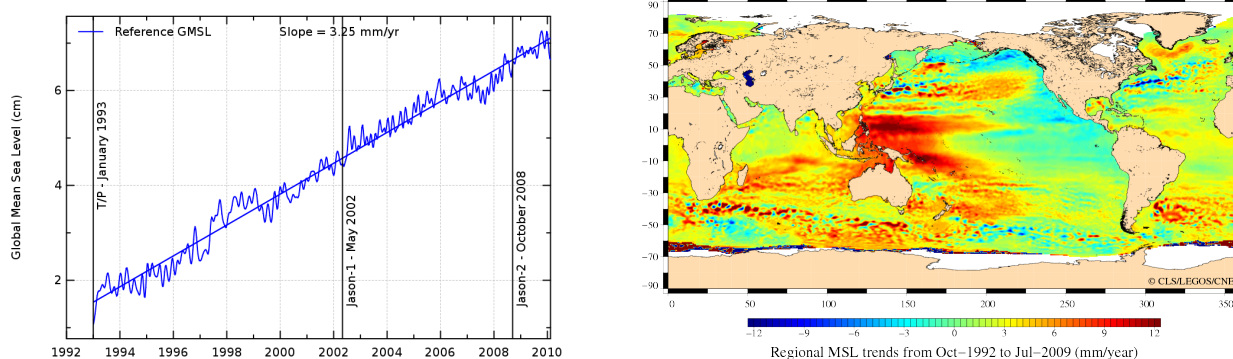 Reference GMSL
Slope = 3.25 mm/yr
Global Mean Sea Level (cm)
6
4
2
T/P - January 1993
Jason-1 - May 2002
Jason-2 - October 2008
1992 1994 1996 1998 2000 2002 2004 2006 2008 2010
90
70
50
30
10
−10
−30
−50
−70
−90
© CLS/LEGOS/CNE
0 50 100 150 200 250 300 350
−12 −9 −6 −3 0 3 6 9 12
Regional MSL trends from Oct−1992 to Jul−2009 (mm/year)